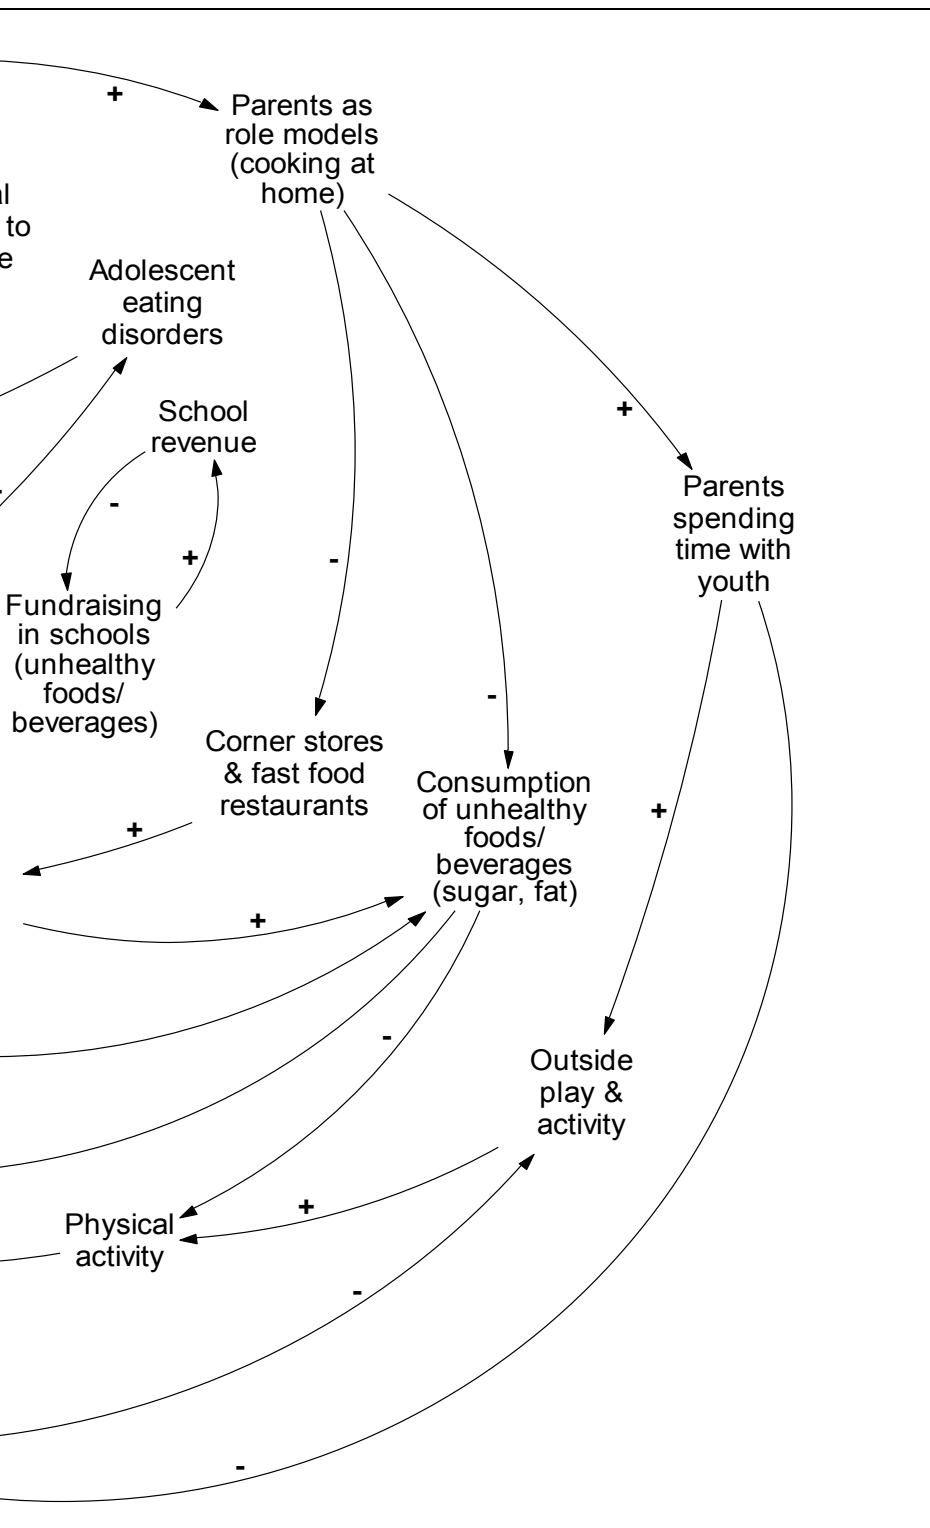 +
Parents as
role models
(cooking at
home)
l
to
e
Adolescent
eating
disorders
School
revenue
-
+
Fundraising
in schools
(unhealthy
foods/
beverages)
-
+
Parents
spending
time with
youth
-
Corner stores
& fast food
restaurants
+
Consumption
of unhealthy
foods/
beverages
(sugar, fat)
+
+
-
Outside
play &
activity
+
Physical
activity
-
-